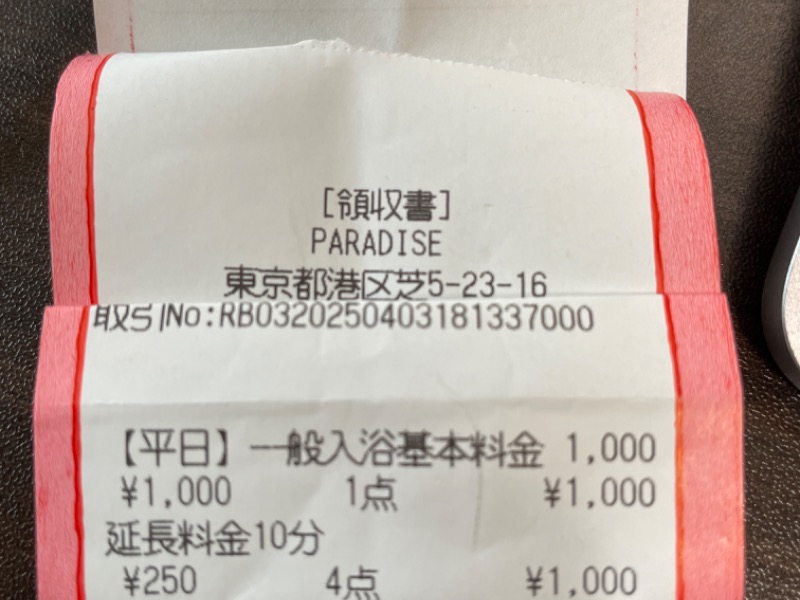 [領収書]
PARADISE
東京都港区芝5-23-16
取引No:RB0320250403181337000
【平日】一般入浴基本料金 1,000
¥1,000 1点 ¥1,000
延長料金10分
¥250 4点 ¥1,000